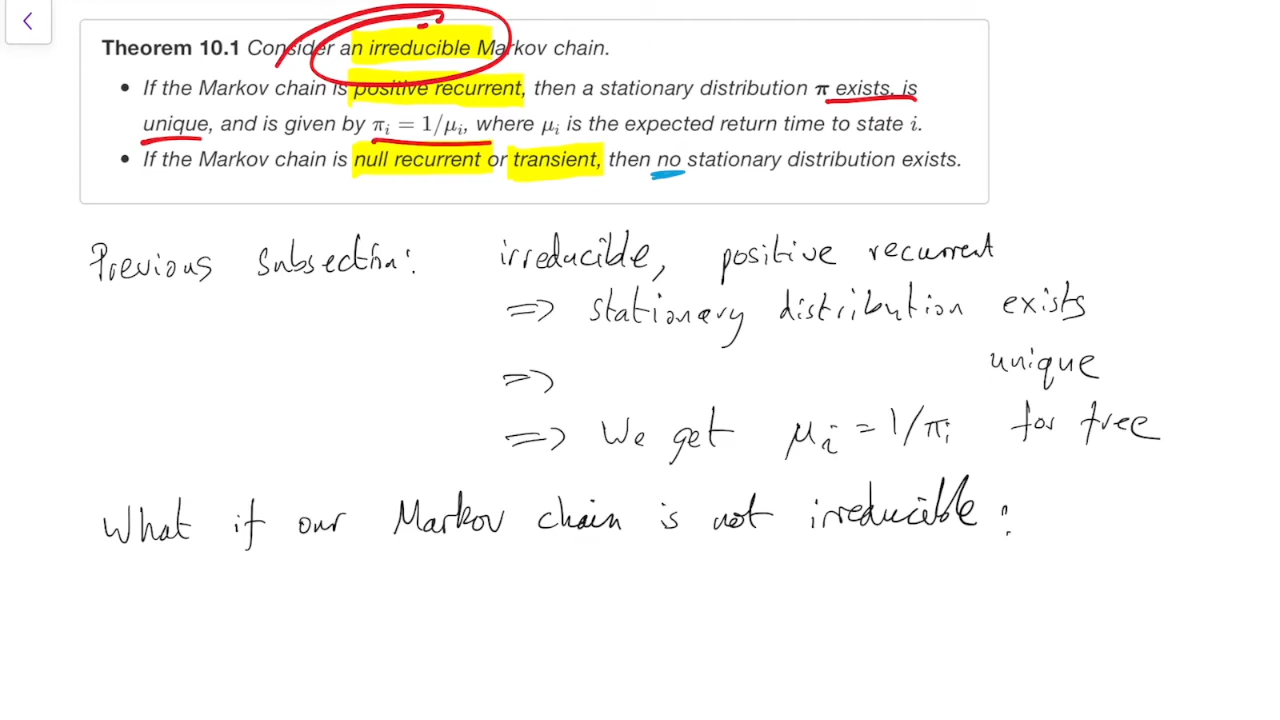 Theorem 10.1 Consider an irreducible Markov chain.
• If the Markov chain is positive recurrent, then a stationary distribution π exists, is
unique, and is given by πᵢ = 1/μᵢ, where μᵢ is the expected return time to state i.
• If the Markov chain is null recurrent or transient, then no stationary distribution exists.
Previous subsection: irreducible, positive recurrent
=> stationary distribution exists
=> unique
=> We get μᵢ = 1/πᵢ for free
What if our Markov chain is not irreducible?